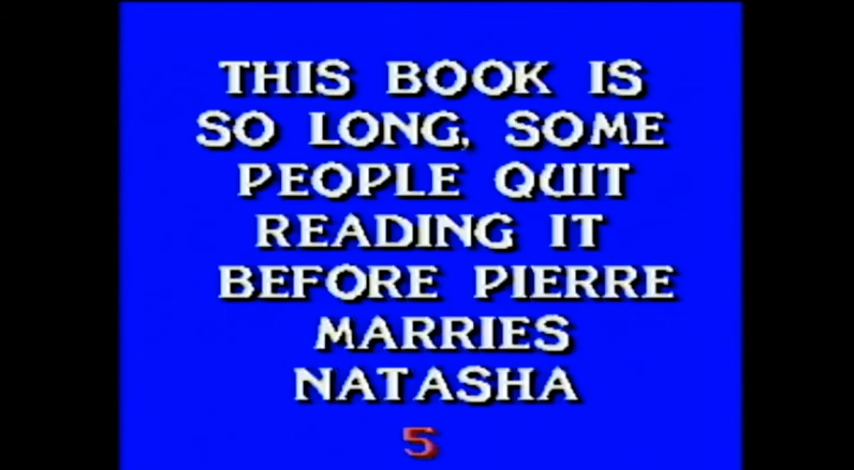 THIS BOOK IS
SO LONG, SOME
PEOPLE QUIT
READING IT
BEFORE PIERRE
MARRIES
NATASHA
5